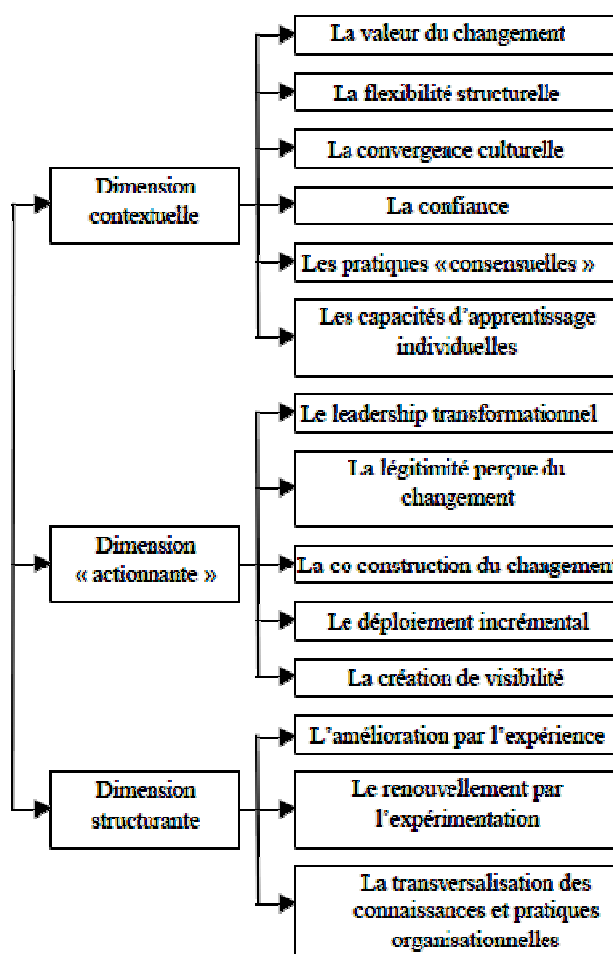 La valeur du changement
La flexibilité structurelle
La convergence culturelle
Dimension
contextuelle
La confiance
Les pratiques « consensuelles »
Les capacités d’apprentissage
individuelles
Le leadership transformationnel
La légitimité perçue du
changement
Dimension
« actionnante »
La co construction du changement
Le déploiement incrémental
La création de visibilité
L’amélioration par l’expérience
Dimension
structurante
Le renouvellement par
l’expérimentation
La transversalisation des
connaissances et pratiques
organisationnelles